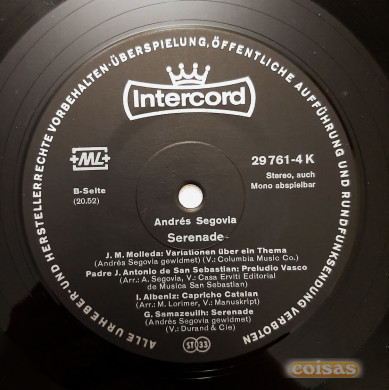 ALLE URHEBER- UND HERSTELLERRECHTE VORBEHALTEN · ÜBERSPIELUNG, ÖFFENTLICHE AUFFÜHRUNG UND RUNDFUNKSENDUNG VERBOTEN
Intercord
+ML+
29 761-4 K
B-Seite
(20.52)
Stereo, auch
Mono abspielbar
Andrés Segovia
Serenade
J. M. Molleda: Variationen über ein Thema
(Andrés Segovia gewidmet) (V.: Columbia Music Co.)
Padre J. Antonio de San Sebastian: Preludio Vasco
(Arr.: A. Segovia, V.: Casa Erviti Editorial
de Musica San Sebastian)
I. Albeniz: Capricho Catalan
(Arr.: M. Lorimer, V.: Manuskript)
G. Samazeuilh: Serenade
(Andrés Segovia gewidmet)
(V.: Durand & Cie)
ST 33
coisas